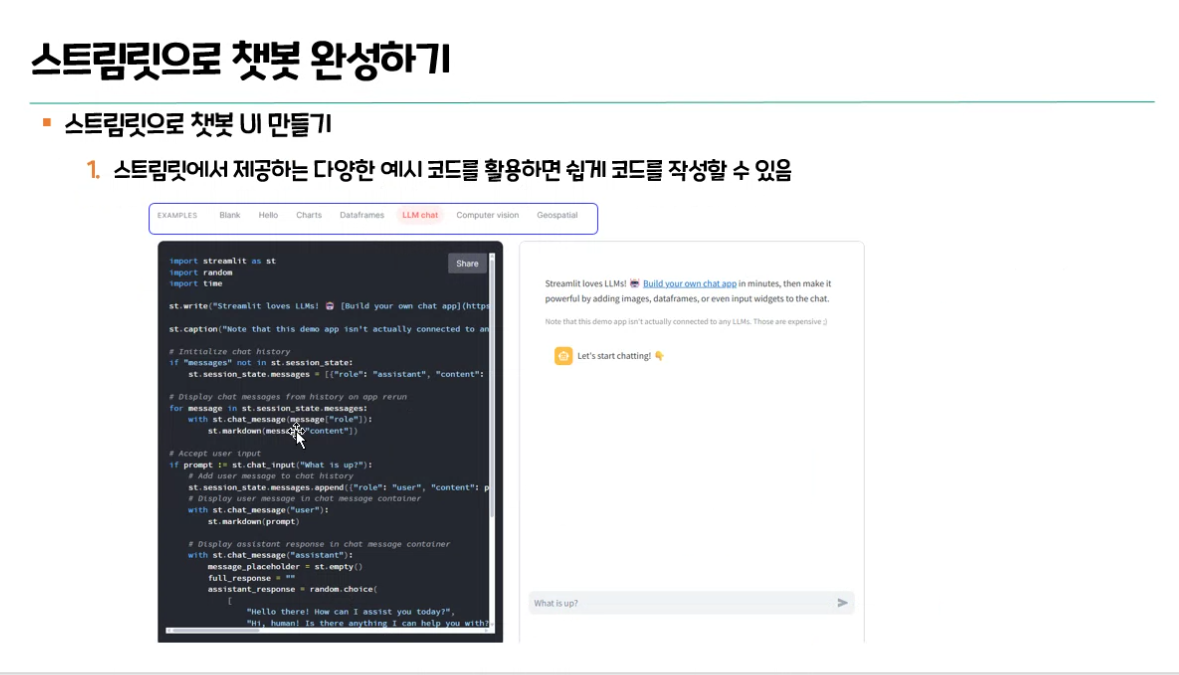 스트림릿으로 챗봇 완성하기
스트림릿으로 챗봇 UI 만들기
1. 스트림릿에서 제공하는 다양한 예시 코드를 활용하면 쉽게 코드를 작성할 수 있음
EXAMPLES Blank Hello Charts Dataframes LLM chat Computer vision Geospatial
Share
import streamlit as st
import random
import time
st.write("Streamlit loves LLMs! 🤖 [Build your own chat app](https
st.caption("Note that this demo app isn't actually connected to an
# Initialize chat history
if "messages" not in st.session_state:
st.session_state.messages = [{"role": "assistant", "content":
# Display chat messages from history on app rerun
for message in st.session_state.messages:
with st.chat_message(message["role"]):
st.markdown(mess "content"])
# Accept user input
if prompt := st.chat_input("What is up?"):
# Add user message to chat history
st.session_state.messages.append({"role": "user", "content": p
# Display user message in chat message container
with st.chat_message("user"):
st.markdown(prompt)
# Display assistant response in chat message container
with st.chat_message("assistant"):
message_placeholder = st.empty()
full_response = ""
assistant_response = random.choice(
[
"Hello there! How can I assist you today?",
"Hi, human! Is there anything I can help you with?
Streamlit loves LLMs! 🤖 Build your own chat app in minutes, then make it
powerful by adding images, dataframes, or even input widgets to the chat.
Note that this demo app isn't actually connected to any LLMs. Those are expensive ;)
Let's start chatting! 👇
What is up?